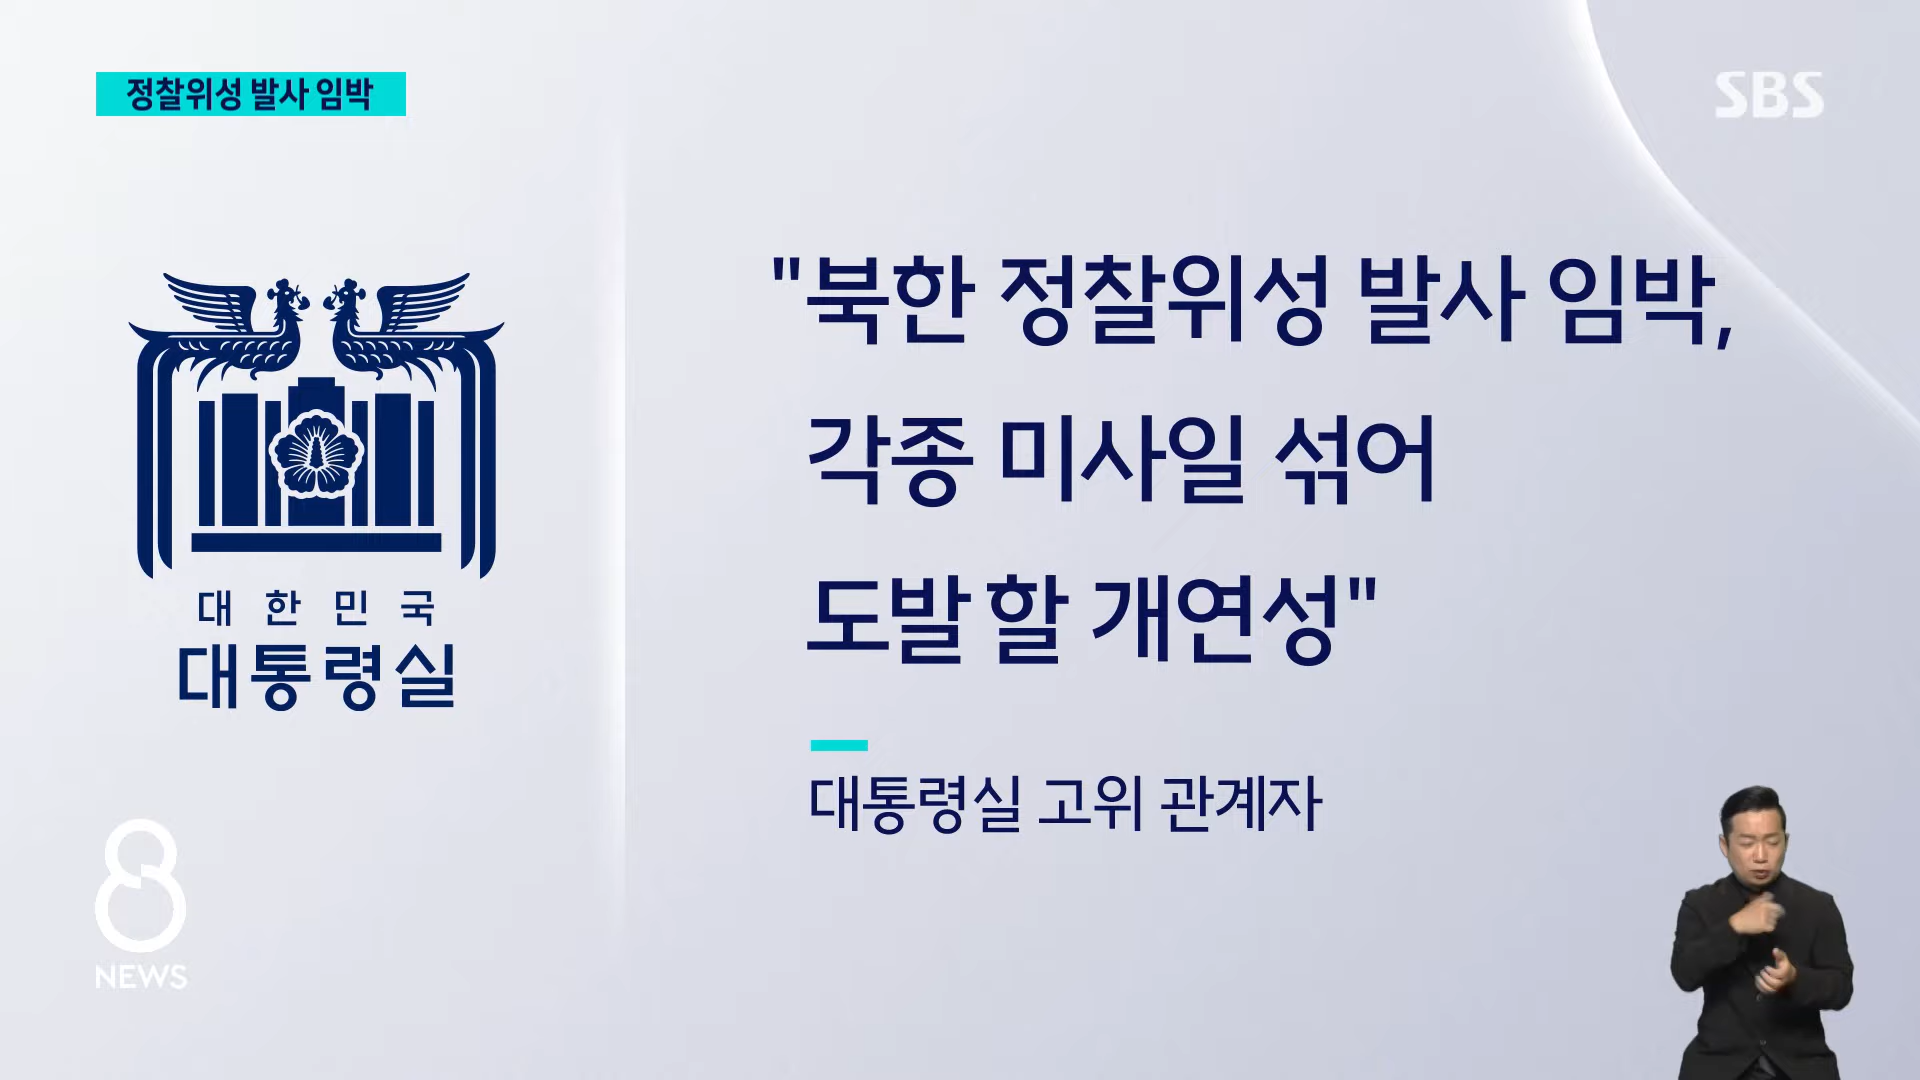 정찰위성 발사 임박
SBS
"북한 정찰위성 발사 임박,
각종 미사일 섞어
도발 할 개연성"
대통령실 고위 관계자
대한민국
대통령실
8
NEWS